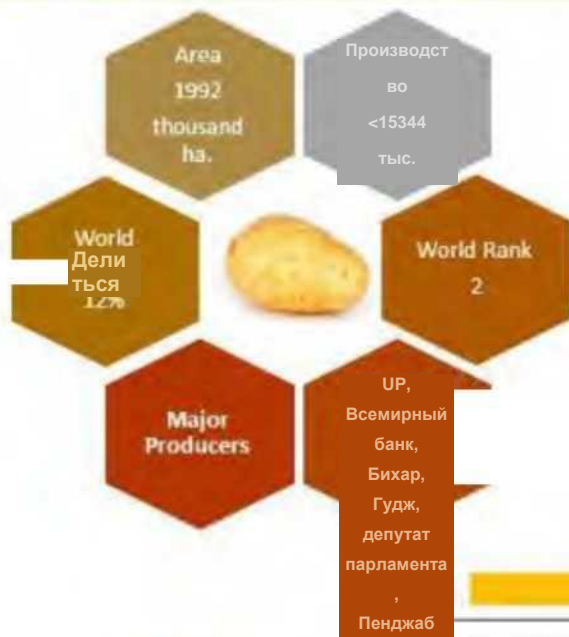 Area
1992
thousand
ha.
Производст
во
<15344
тыс.
World
Дели
ться
12%
World Rank
2
Major
Producers
UP,
Всемирный
банк,
Бихар,
Гудж,
депутат
парламента
,
Пенджаб